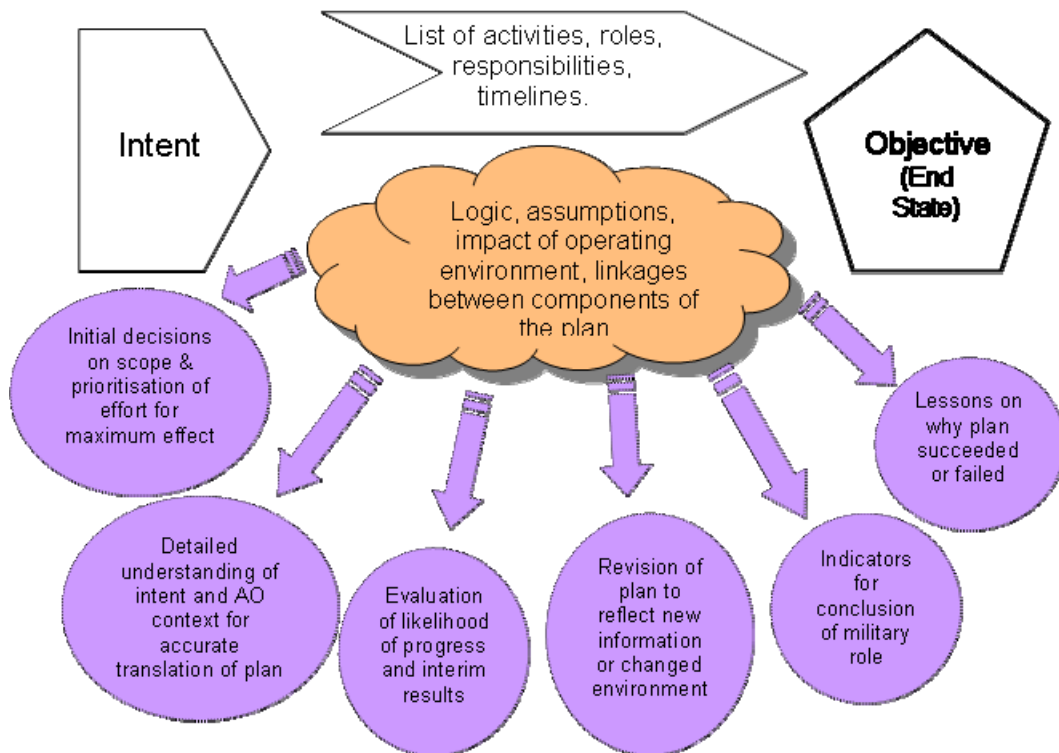 List of activities, roles,
responsibilities,
timelines.
Intent
Objective
(End
State)
Logic, assumptions,
impact of operating
environment, linkages
between components of
the plan
Initial decisions
on scope &
prioritisation of
effort for
maximum effect
Detailed
understanding of
intent and AO
context for
accurate
translation of plan
Evaluation
of likelihood
of progress
and interim
results
Revision of
plan to
reflect new
information
or changed
environment
Indicators
for
conclusion
of military
role
Lessons on
why plan
succeeded
or failed